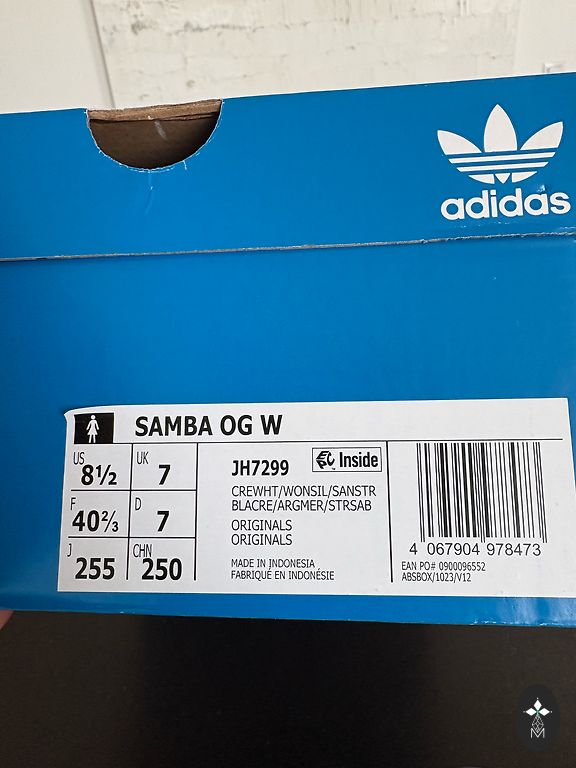 adidas
SAMBA OG W
US 8½ UK 7
F 40⅔ D 7
J 255 CHN 250
JH7299
Inside
CREWHT/WONSIL/SANSTR
BLACRE/ARGMER/STRSAB
ORIGINALS
ORIGINALS
MADE IN INDONESIA
FABRIQUÉ EN INDONÉSIE
4 067904 978473
EAN PO# 0900096552
ABSBOX/1023/V12
M